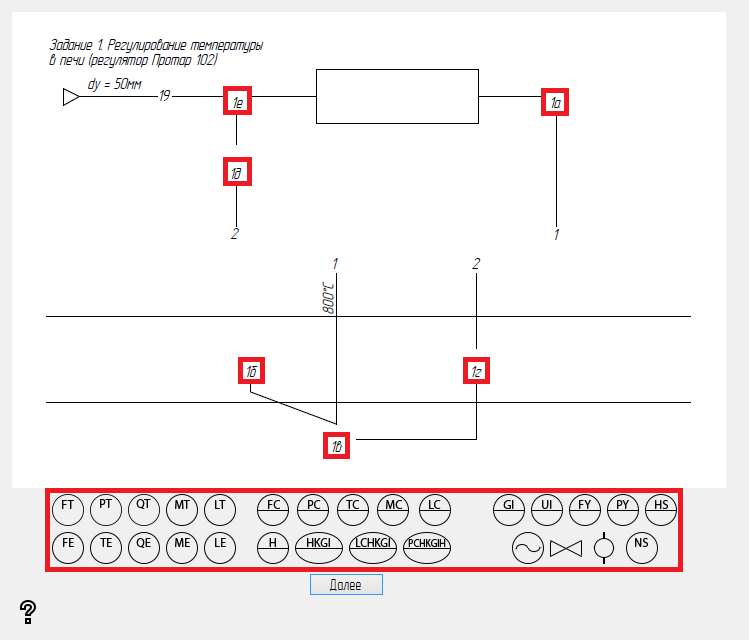 Задание 1. Регулирование температуры
в печи (регулятор Протар 102)
dy = 50мм
19
1е
1а
1д
2
1
1
2
800°С
1б
1г
1в
FT PT QT MT LT FC PC TC MC LC GI UI FY PY HS
FE TE QE ME LE H HKGI LCHKGI PCHKGIH NS
Далее
?